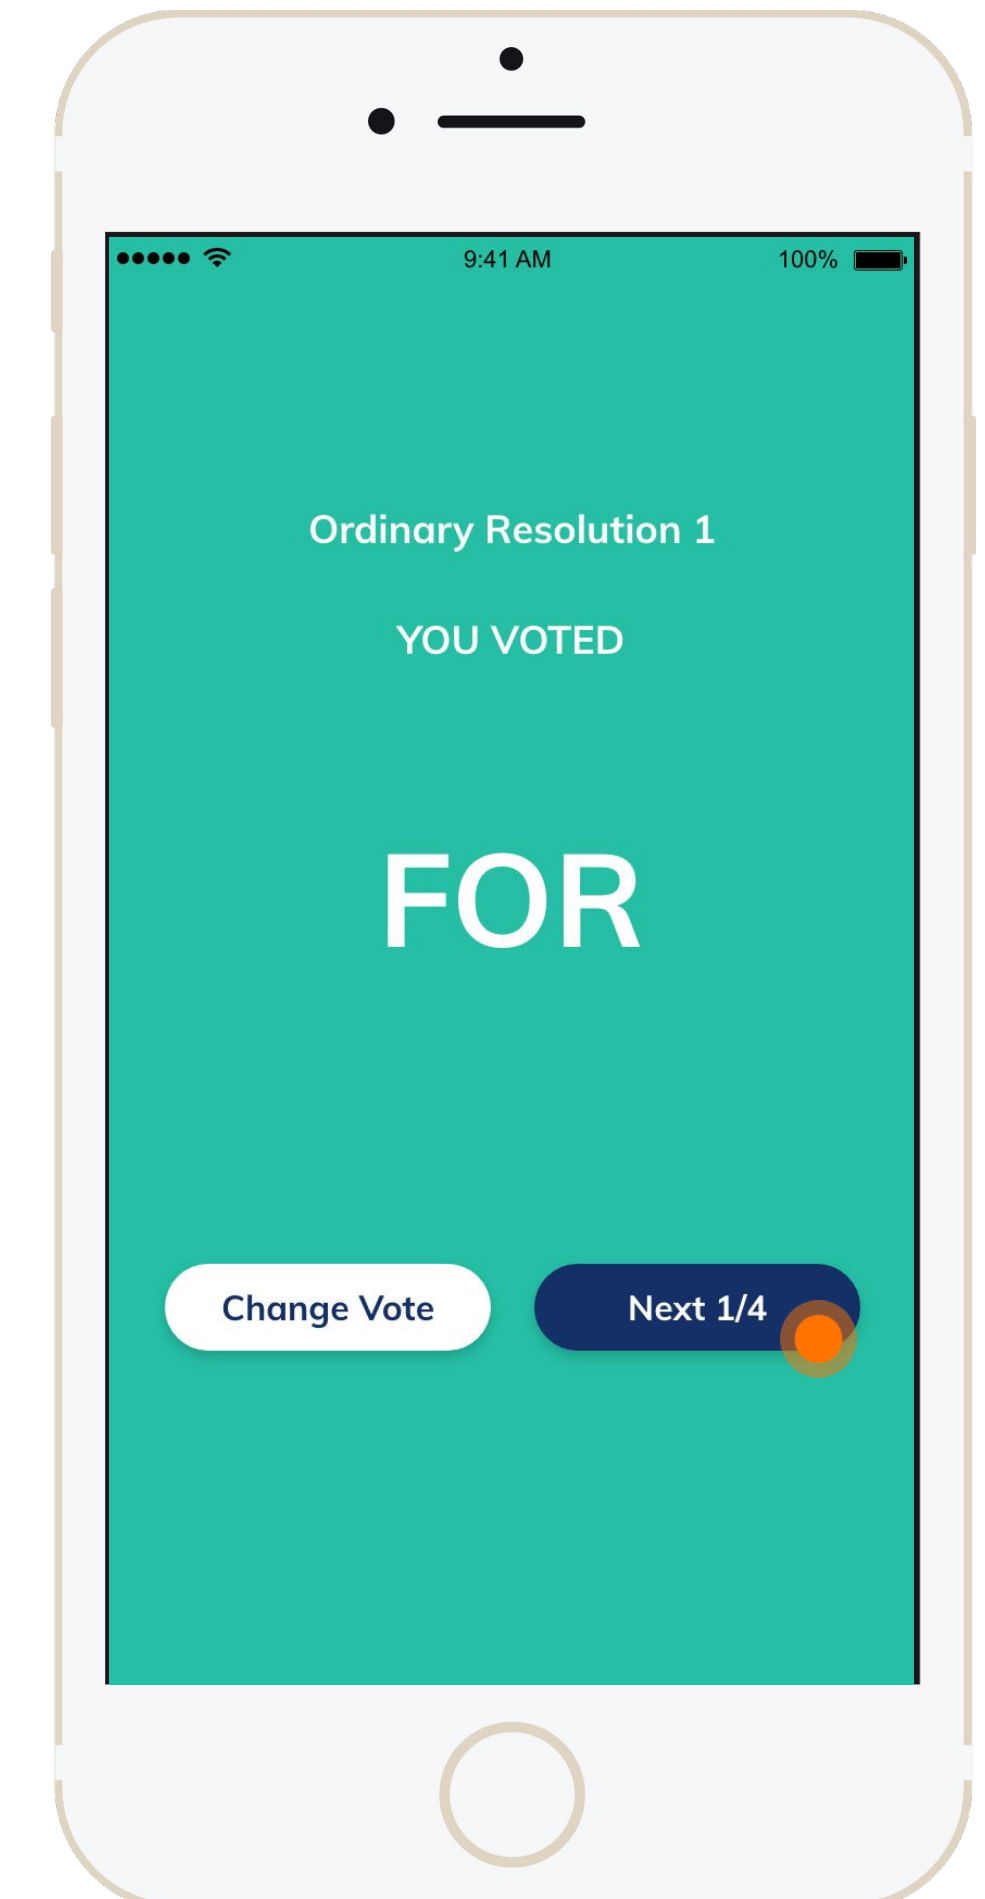 9:41 AM 100%
Ordinary Resolution 1
YOU VOTED
FOR
Change Vote Next 1/4